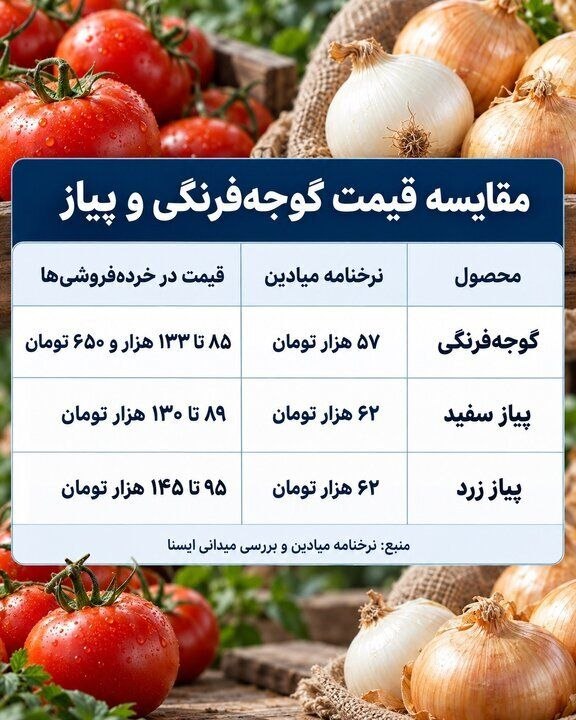 مقایسه قیمت گوجه‌فرنگی و پیاز
محصول نرخنامه میادین قیمت در خرده‌فروشی‌ها
گوجه‌فرنگی ۵۷ هزار تومان ۸۵ تا ۱۳۳ هزار و ۶۵۰ تومان
پیاز سفید ۶۲ هزار تومان ۸۹ تا ۱۳۰ هزار تومان
پیاز زرد ۶۲ هزار تومان ۹۵ تا ۱۴۵ هزار تومان
منبع: نرخنامه میادین و بررسی میدانی ایسنا